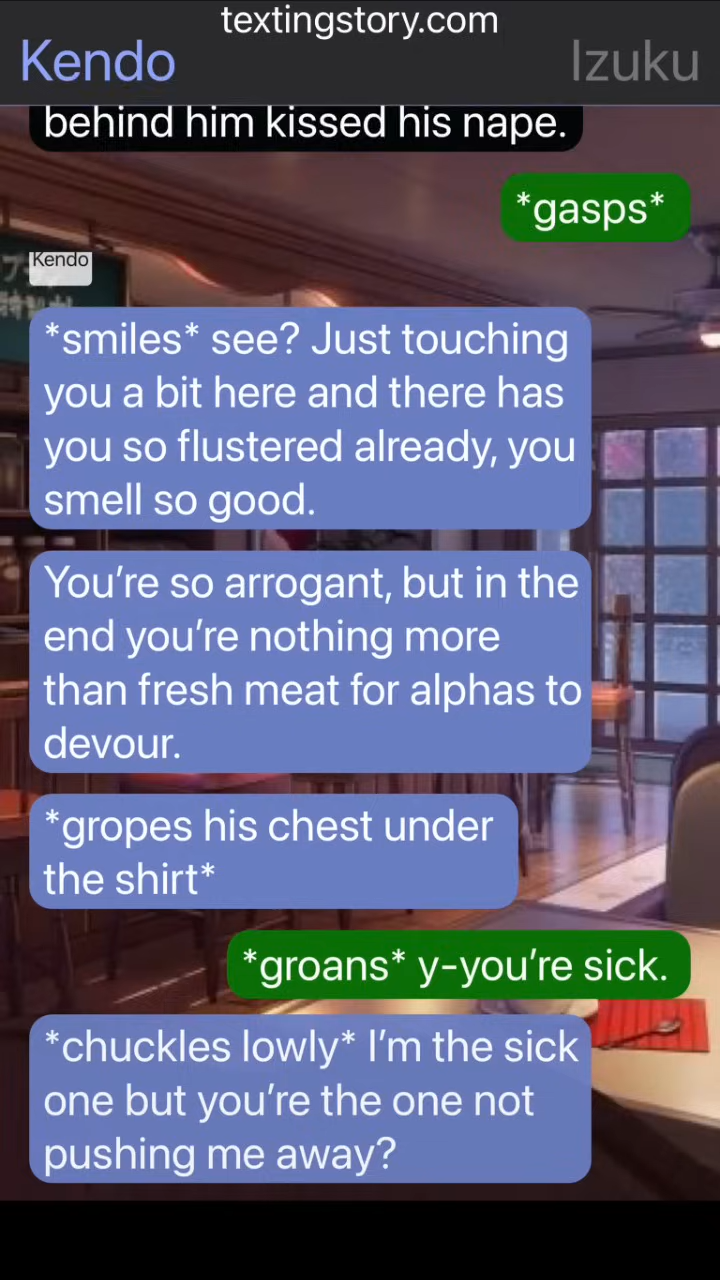 textingstory.com
Kendo
Izuku
behind him kissed his nape.
*gasps*
Kendo
*smiles* see? Just touching
you a bit here and there has
you so flustered already, you
smell so good.
You're so arrogant, but in the
end you're nothing more
than fresh meat for alphas to
devour.
*gropes his chest under
the shirt*
*groans* y-you're sick.
*chuckles lowly* I'm the sick
one but you're the one not
pushing me away?